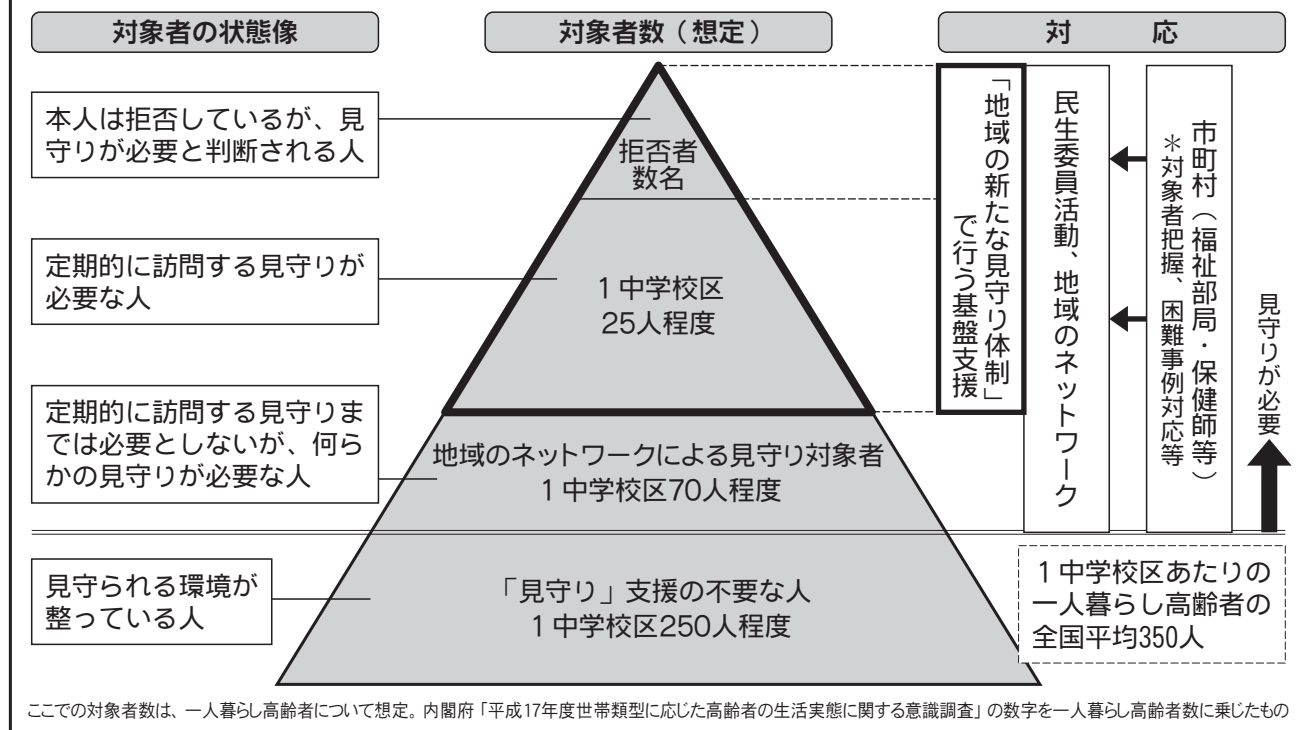 対象者の状態像
対象者数（想定）
対　　応
本人は拒否しているが、見
守りが必要と判断される人
定期的に訪問する見守りが
必要な人
定期的に訪問する見守りま
では必要としないが、何ら
かの見守りが必要な人
見守られる環境が
整っている人
拒否者
数名
１中学校区
25人程度
地域のネットワークによる見守り対象者
１中学校区70人程度
「見守り」支援の不要な人
１中学校区250人程度
「地域の新たな見守り体制」
で行う基盤支援
民生委員活動、地域のネットワーク
市町村（福祉部局・保健師等）
＊対象者把握、困難事例対応等
見守りが必要
１中学校区あたりの
一人暮らし高齢者の
全国平均350人
ここでの対象者数は、一人暮らし高齢者について想定。内閣府「平成17年度世帯類型に応じた高齢者の生活実態に関する意識調査」の数字を一人暮らし高齢者数に乗じたもの